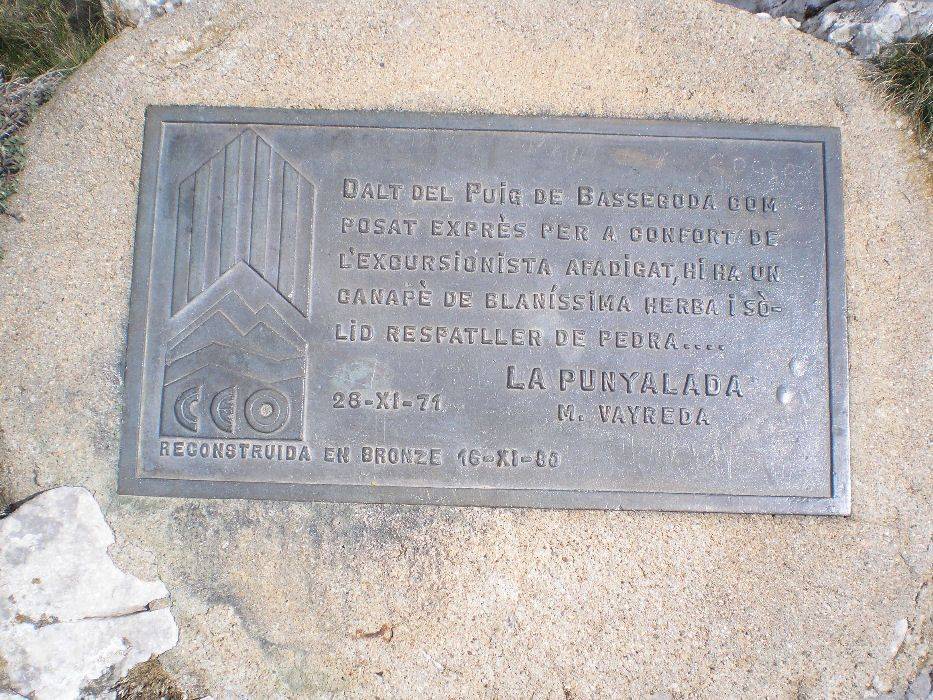 DALT DEL PUIG DE BASSEGODA COM
POSAT EXPRÈS PER A CONFORT DE
L'EXCURSIONISTA AFADIGAT, HI HA UN
CANAPÈ DE BLANÍSSIMA HERBA I SÒ-
LID RESPATLLER DE PEDRA....
LA PUNYALADA
28-XI-71
M. VAYREDA
CEO
RECONSTRUIDA EN BRONZE 16-XI-